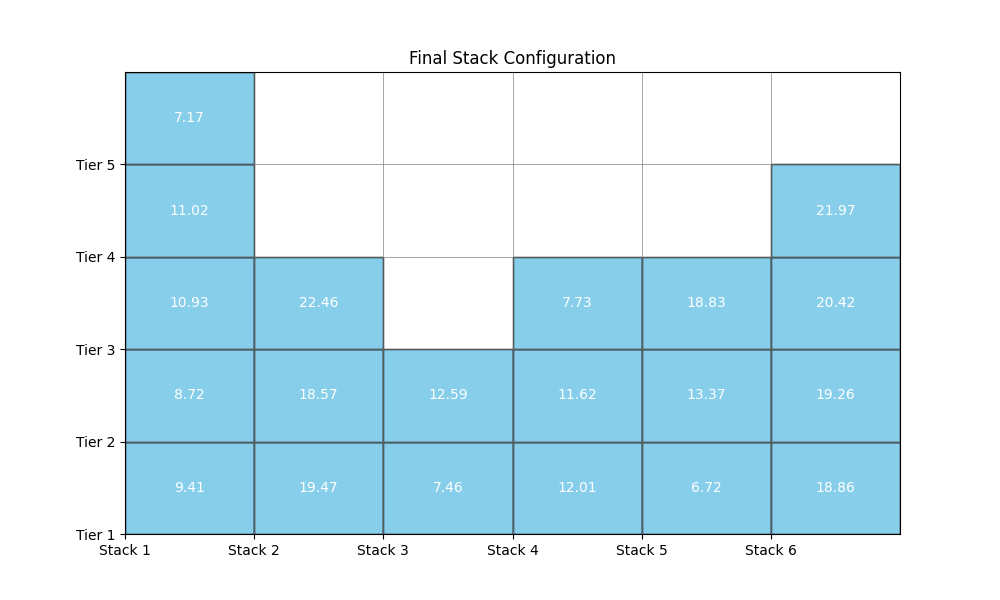 Final Stack Configuration
7.17
Tier 5
11.02 21.97
Tier 4
10.93 22.46 7.73 18.83 20.42
Tier 3
8.72 18.57 12.59 11.62 13.37 19.26
Tier 2
9.41 19.47 7.46 12.01 6.72 18.86
Tier 1
Stack 1 Stack 2 Stack 3 Stack 4 Stack 5 Stack 6